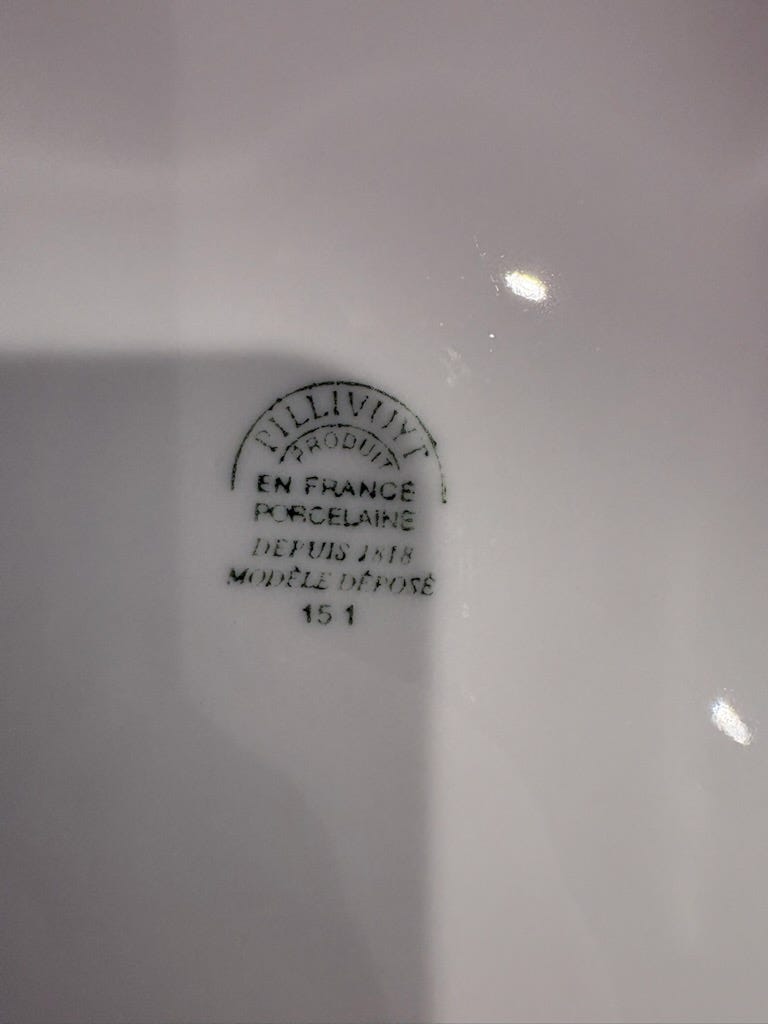 PILLIVUYT
PRODUIT
EN FRANCE
PORCELAINE
DEPUIS 1818
MODÈLE DÉPOSÉ
15 1